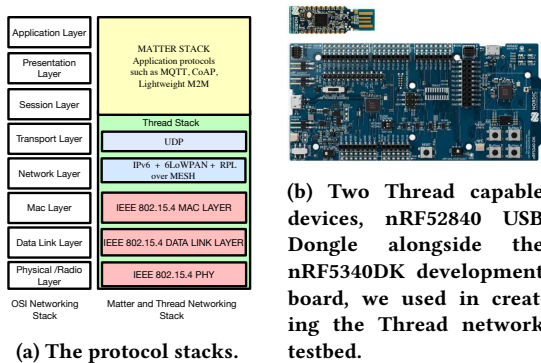 Application Layer
Presentation
Layer
Session Layer
Transport Layer
Network Layer
Mac Layer
Data Link Layer
Physical /Radio
Layer
OSI Networking
Stack
MATTER STACK
Application protocols
such as MQTT, CoAP,
Lightweight M2M
Thread Stack
UDP
IPv6 + 6LoWPAN + RPL
over MESH
IEEE 802.15.4 MAC LAYER
IEEE 802.15.4 DATA LINK LAYER
IEEE 802.15.4 PHY
Matter and Thread Networking
Stack
(a) The protocol stacks.
(b) Two Thread capable
devices, nRF52840 USB
Dongle alongside the
nRF5340DK development
board, we used in creat-
ing the Thread network
testbed.